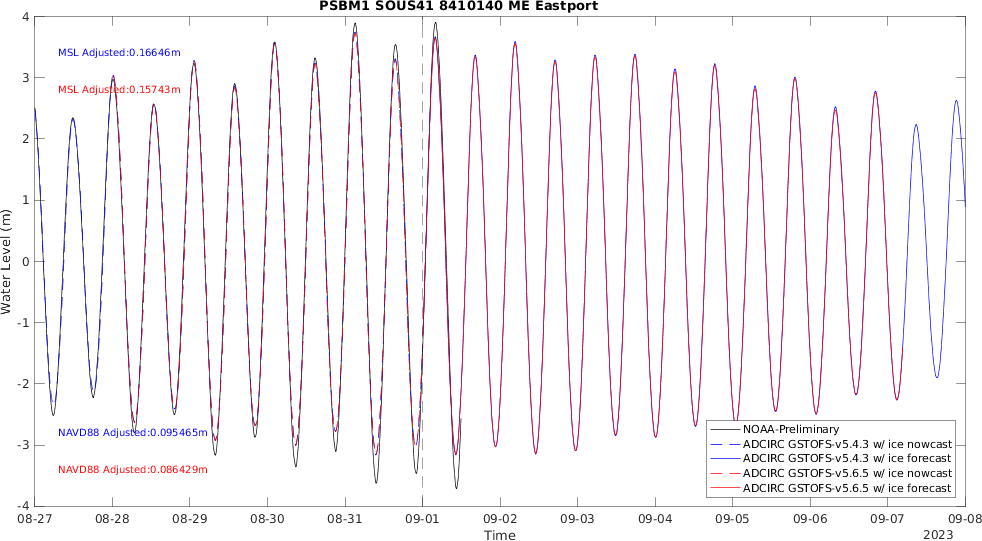 PSBM1 SOUS41 8410140 ME Eastport
4
3
2
1
0
-1
-2
-3
-4
Water Level (m)
MSL Adjusted:0.16646m
MSL Adjusted:0.15743m
NAVD88 Adjusted:0.095465m
NAVD88 Adjusted:0.086429m
NOAA-Preliminary
ADCIRC GSTOFS-v5.4.3 w/ ice nowcast
ADCIRC GSTOFS-v5.4.3 w/ ice forecast
ADCIRC GSTOFS-v5.6.5 w/ ice nowcast
ADCIRC GSTOFS-v5.6.5 w/ ice forecast
08-27 08-28 08-29 08-30 08-31 09-01 09-02 09-03 09-04 09-05 09-06 09-07 09-08
Time
2023